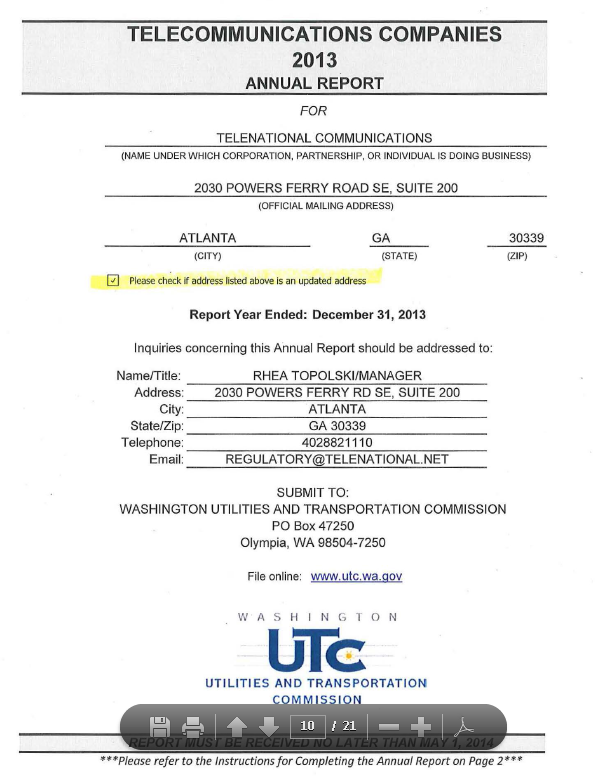 TELECOMMUNICATIONS COMPANIES
2013
ANNUAL REPORT
FOR
TELENATIONAL COMMUNICATIONS
(NAME UNDER WHICH CORPORATION, PARTNERSHIP, OR INDIVIDUAL IS DOING BUSINESS)
2030 POWERS FERRY ROAD SE, SUITE 200
(OFFICIAL MAILING ADDRESS)
ATLANTA GA 30339
(CITY) (STATE) (ZIP)
Please check if address listed above is an updated address
Report Year Ended: December 31, 2013
Inquiries concerning this Annual Report should be addressed to:
Name/Title: RHEA TOPOLSKI/MANAGER
Address: 2030 POWERS FERRY RD SE, SUITE 200
City: ATLANTA
State/Zip: GA 30339
Telephone: 4028821110
Email: REGULATORY@TELENATIONAL.NET
SUBMIT TO:
WASHINGTON UTILITIES AND TRANSPORTATION COMMISSION
PO Box 47250
Olympia, WA 98504-7250
File online: www.utc.wa.gov
WASHINGTON
UTC
UTILITIES AND TRANSPORTATION
COMMISSION
10 / 21
REPORT MUST BE RECEIVED NO LATER THAN MAY 1, 2014
***Please refer to the Instructions for Completing the Annual Report on Page 2***